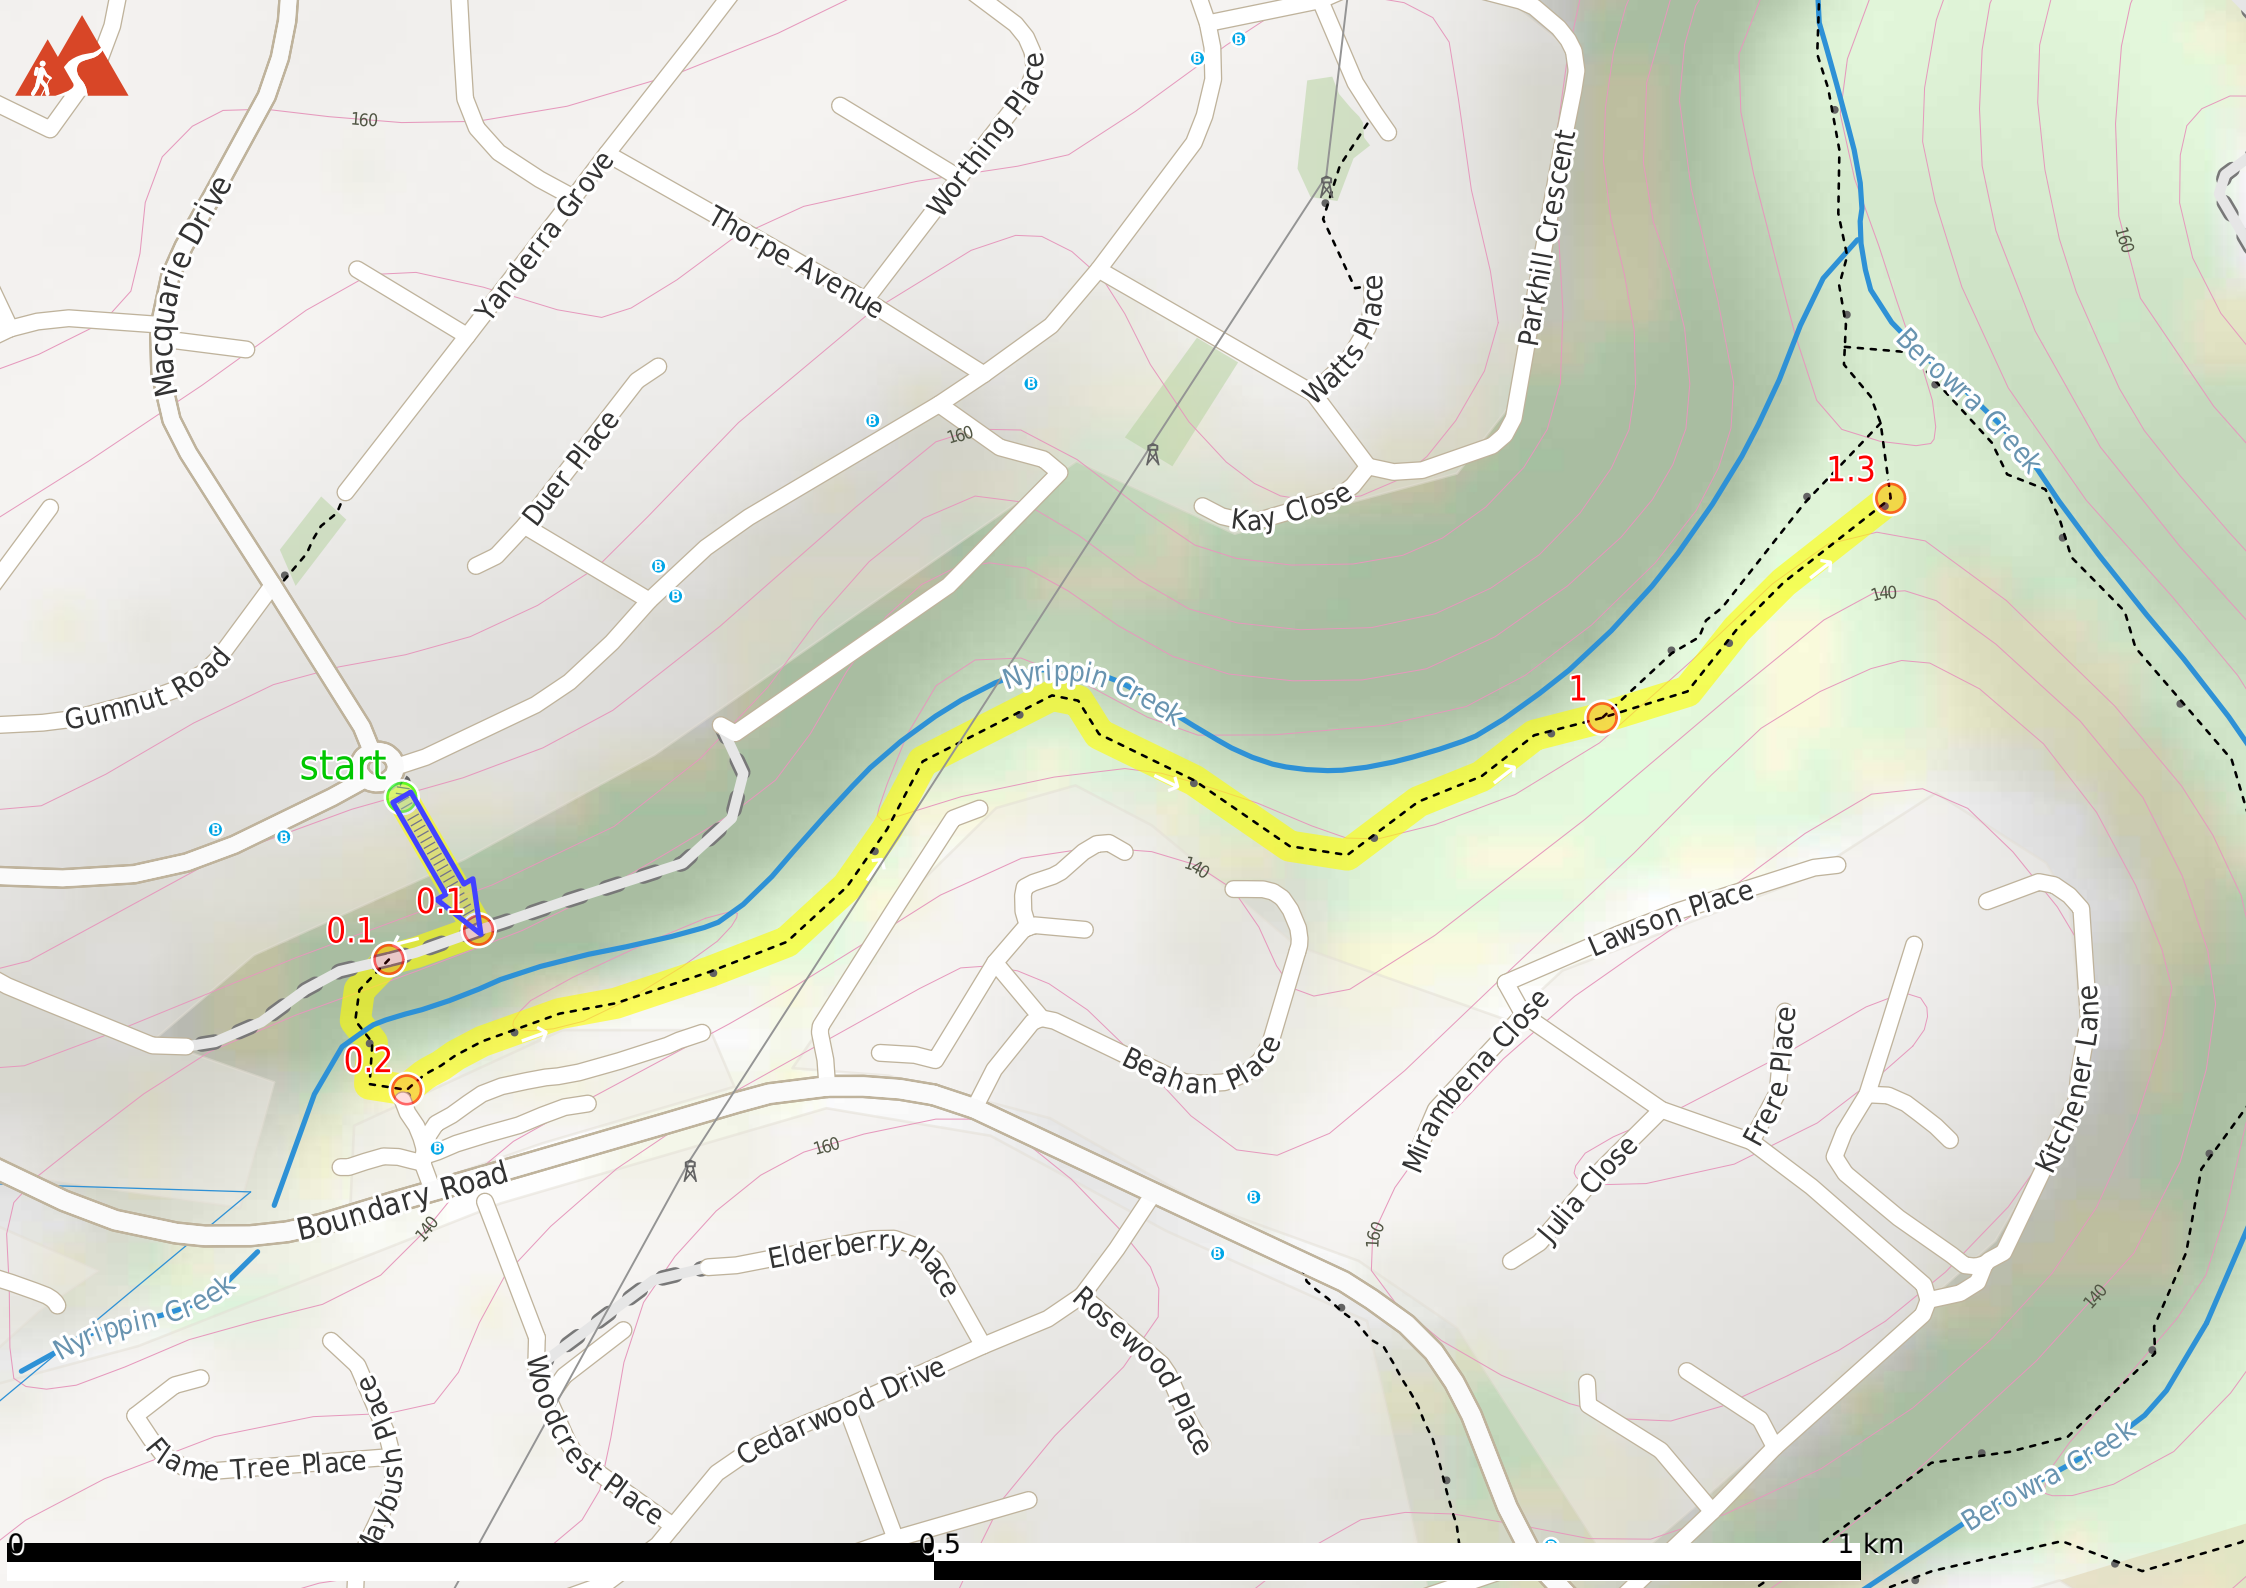 160
Worthing Place
Macquarie Drive
Yanderra Grove
Thorpe Avenue
Parkhill Crescent
160
Watts Place
Berowra Creek
Duer Place
160
1.3
Kay Close
140
Gumnut Road
Nyrippin Creek
1
start
140
0.1
0.1
Lawson Place
0.2
Mirambena Close
Frere Place
Kitchener Lane
Beahan Place
160
Julia Close
Boundary Road
140
160
Elderberry Place
Nyrippin Creek
Rosewood Place
140
Woodcrest Place
Cedarwood Drive
Maybush Place
Flame Tree Place
Berowra Creek
0
0.5
1 km
B
B
B
B
B
B
B
B
B
B
B